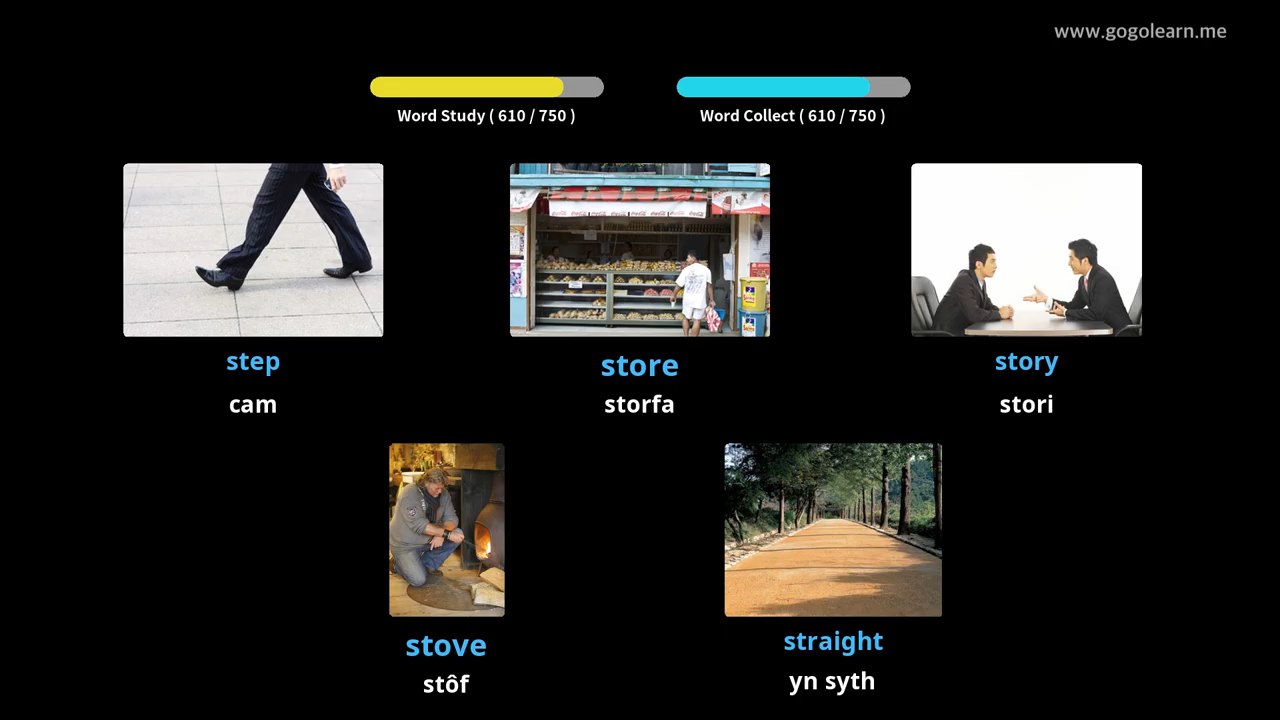 www.gogolearn.me
Word Study ( 610 / 750 )
Word Collect ( 610 / 750 )
step
store
story
cam
storfa
stori
stove
straight
stôf
yn syth